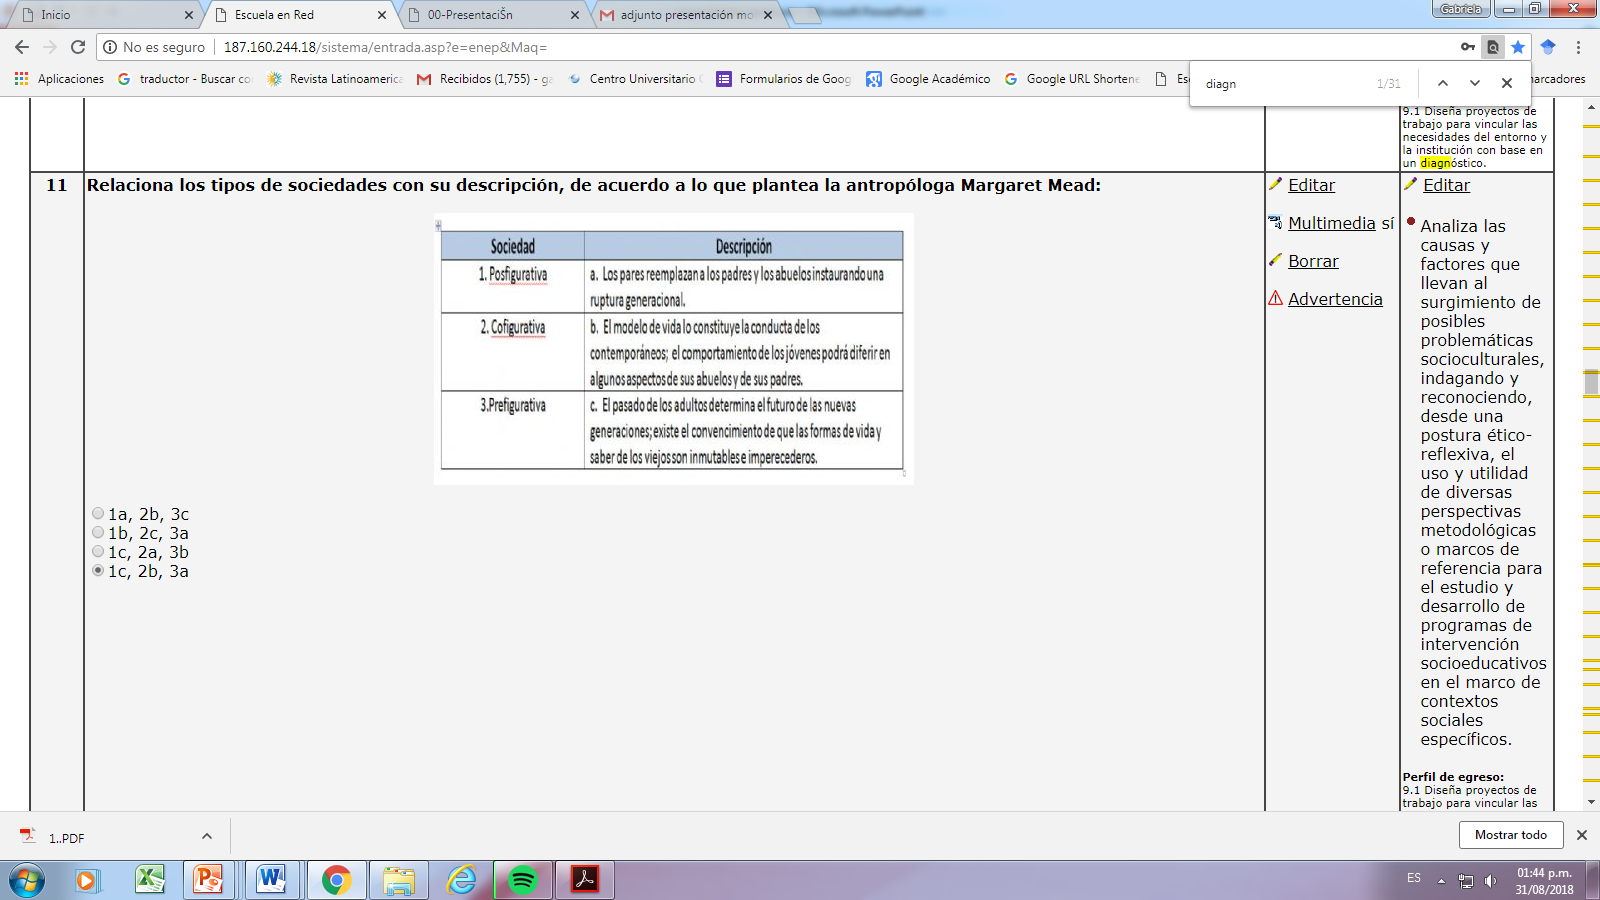 Gabriela
Inicio
Escuela en Red
00-PresentaciŠn
adjunto presentación mo
No es seguro
187.160.244.18/sistema/entrada.asp?e=enep&Maq=
Aplicaciones
traductor - Buscar co
Revista Latinoamerica
Recibidos (1,755) - ga
Centro Universitario
Formularios de Goog
Google Académico
Google URL Shortene
Es
marcadores
diagn
1/31
9.1 Diseña proyectos de
trabajo para vincular las
necesidades del entorno y
la institución con base en
un diagnóstico.
11
Relaciona los tipos de sociedades con su descripción, de acuerdo a lo que plantea la antropóloga Margaret Mead:
Sociedad
Descripción
1. Posfigurativa
a. Los pares reemplazan a los padres y los abuelos instaurando una
ruptura generacional.
2. Cofigurativa
b. El modelo de vida lo constituye la conducta de los
contemporáneos; el comportamiento de los jóvenes podrá diferir en
algunos aspectos de sus abuelos y de sus padres.
3.Prefigurativa
c. El pasado de los adultos determina el futuro de las nuevas
generaciones; existe el convencimiento de que las formas de vida y
saber de los viejos son inmutables e imperecederos.
1a, 2b, 3c
1b, 2c, 3a
1c, 2a, 3b
1c, 2b, 3a
Editar
Multimedia sí
Borrar
Advertencia
Editar
Analiza las
causas y
factores que
llevan al
surgimiento de
posibles
problemáticas
socioculturales,
indagando y
reconociendo,
desde una
postura ético-
reflexiva, el
uso y utilidad
de diversas
perspectivas
metodológicas
o marcos de
referencia para
el estudio y
desarrollo de
programas de
intervención
socioeducativos
en el marco de
contextos
sociales
específicos.
Perfil de egreso:
9.1 Diseña proyectos de
trabajo para vincular las
1..PDF
Mostrar todo
ES
01:44 p.m.
31/08/2018